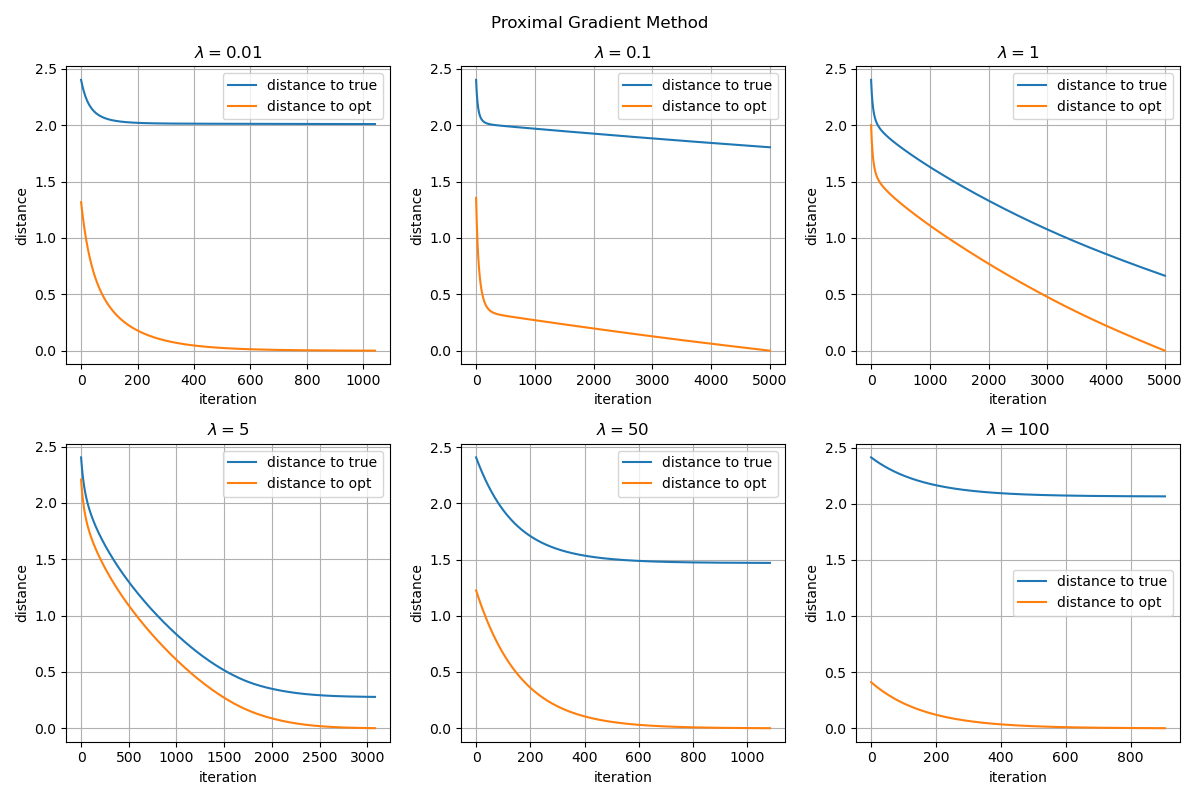 Proximal Gradient Method
λ = 0.01
2.5
2.0
1.5
1.0
0.5
0.0
distance
distance to true
distance to opt
0 200 400 600 800 1000
iteration
λ = 0.1
2.5
2.0
1.5
1.0
0.5
0.0
distance
distance to true
distance to opt
0 1000 2000 3000 4000 5000
iteration
λ = 1
2.5
2.0
1.5
1.0
0.5
0.0
distance
distance to true
distance to opt
0 1000 2000 3000 4000 5000
iteration
λ = 5
2.5
2.0
1.5
1.0
0.5
0.0
distance
distance to true
distance to opt
0 500 1000 1500 2000 2500 3000
iteration
λ = 50
2.5
2.0
1.5
1.0
0.5
0.0
distance
distance to true
distance to opt
0 200 400 600 800 1000
iteration
λ = 100
2.5
2.0
1.5
1.0
0.5
0.0
distance
distance to true
distance to opt
0 200 400 600 800
iteration